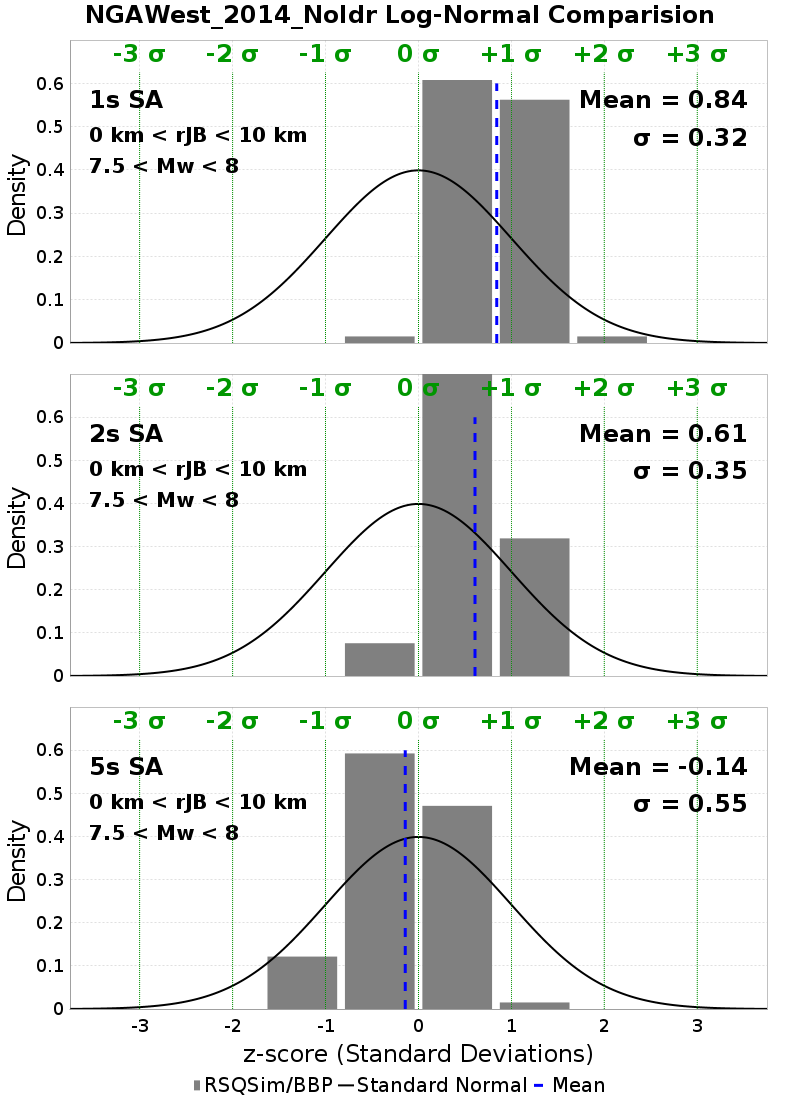 NGAWest_2014_NoIdr Log-Normal Comparision
-3 σ -2 σ -1 σ 0 σ +1 σ +2 σ +3 σ
1s SA Mean = 0.84
0 km < rJB < 10 km σ = 0.32
7.5 < Mw < 8
0.6
0.5
0.4
0.3
0.2
0.1
0
Density
-3 σ -2 σ -1 σ 0 σ +1 σ +2 σ +3 σ
2s SA Mean = 0.61
0 km < rJB < 10 km σ = 0.35
7.5 < Mw < 8
0.6
0.5
0.4
0.3
0.2
0.1
0
Density
-3 σ -2 σ -1 σ 0 σ +1 σ +2 σ +3 σ
5s SA Mean = -0.14
0 km < rJB < 10 km σ = 0.55
7.5 < Mw < 8
0.6
0.5
0.4
0.3
0.2
0.1
0
Density
-3 -2 -1 0 1 2 3
z-score (Standard Deviations)
RSQSim/BBP Standard Normal Mean